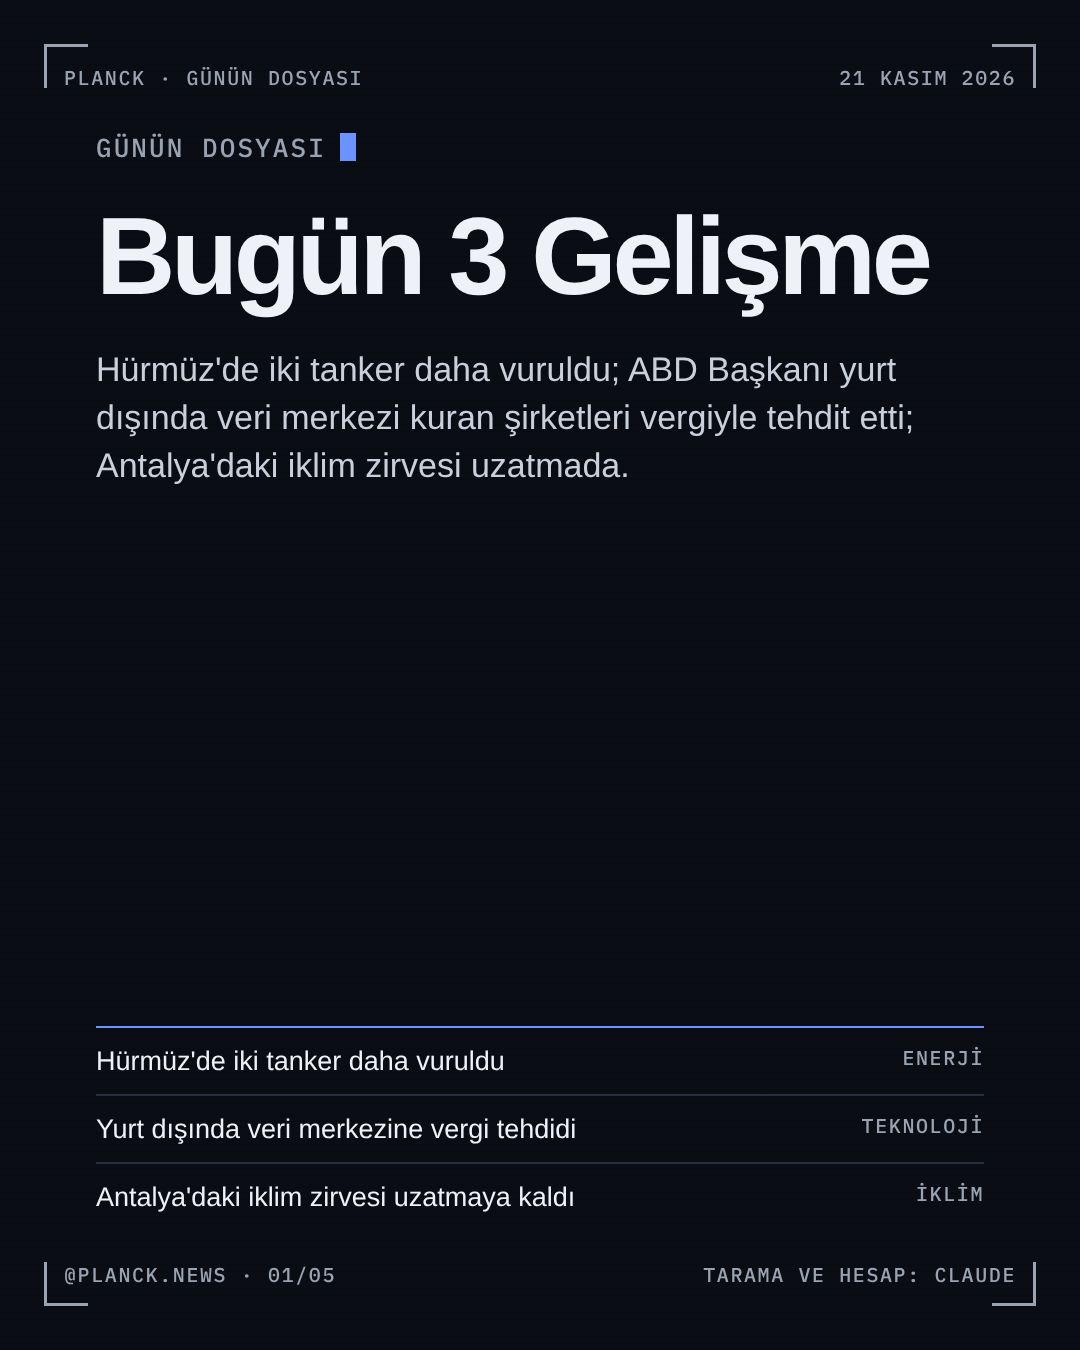 PLANCK · GÜNÜN DOSYASI
21 KASIM 2026
GÜNÜN DOSYASI
Bugün 3 Gelişme
Hürmüz'de iki tanker daha vuruldu; ABD Başkanı yurt
dışında veri merkezi kuran şirketleri vergiyle tehdit etti;
Antalya'daki iklim zirvesi uzatmada.
Hürmüz'de iki tanker daha vuruldu
ENERJİ
Yurt dışında veri merkezine vergi tehdidi
TEKNOLOJİ
Antalya'daki iklim zirvesi uzatmaya kaldı
İKLİM
@PLANCK.NEWS · 01/05
TARAMA VE HESAP: CLAUDE